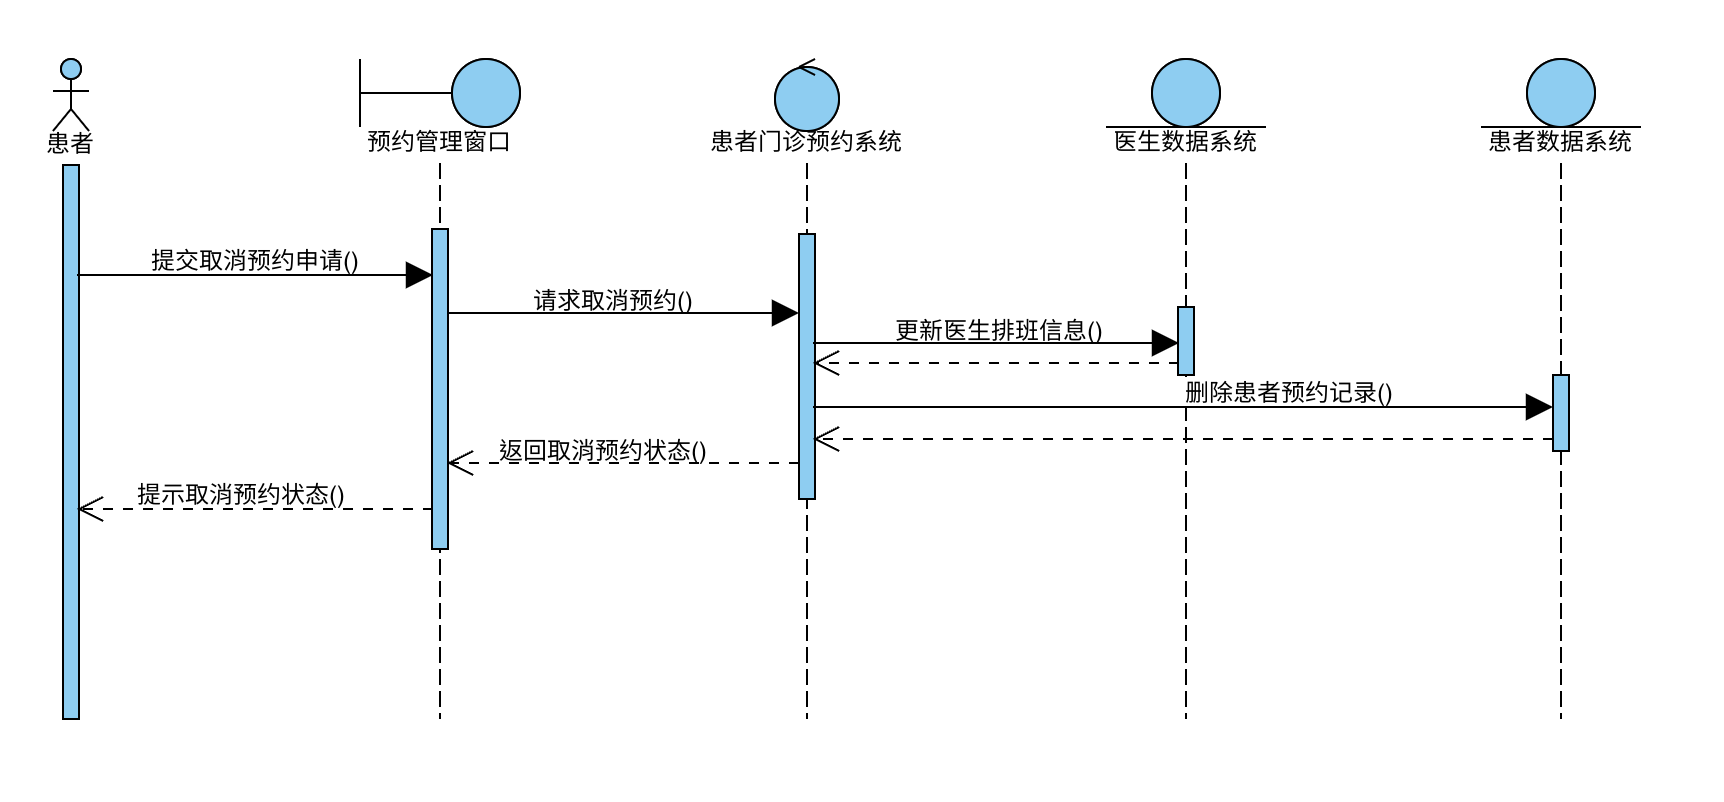 患者
预约管理窗口
患者门诊预约系统
医生数据系统
患者数据系统
提交取消预约申请()
请求取消预约()
更新医生排班信息()
删除患者预约记录()
返回取消预约状态()
提示取消预约状态()